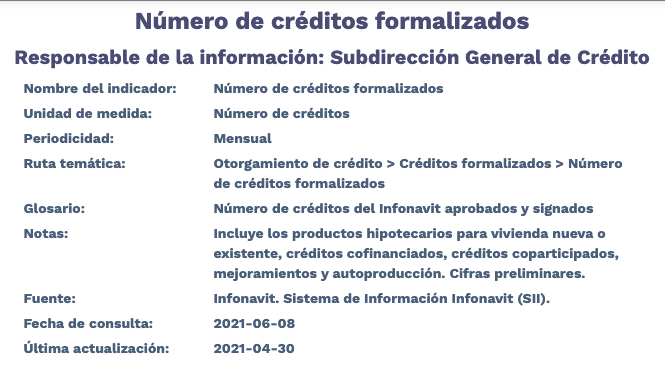 Número de créditos formalizados
Responsable de la información: Subdirección General de Crédito
Nombre del indicador: Número de créditos formalizados
Unidad de medida: Número de créditos
Periodicidad: Mensual
Ruta temática: Otorgamiento de crédito > Créditos formalizados > Número
de créditos formalizados
Glosario: Número de créditos del Infonavit aprobados y signados
Notas: Incluye los productos hipotecarios para vivienda nueva o
existente, créditos cofinanciados, créditos coparticipados,
mejoramientos y autoproducción. Cifras preliminares.
Fuente: Infonavit. Sistema de Información Infonavit (SII).
Fecha de consulta: 2021-06-08
Última actualización: 2021-04-30